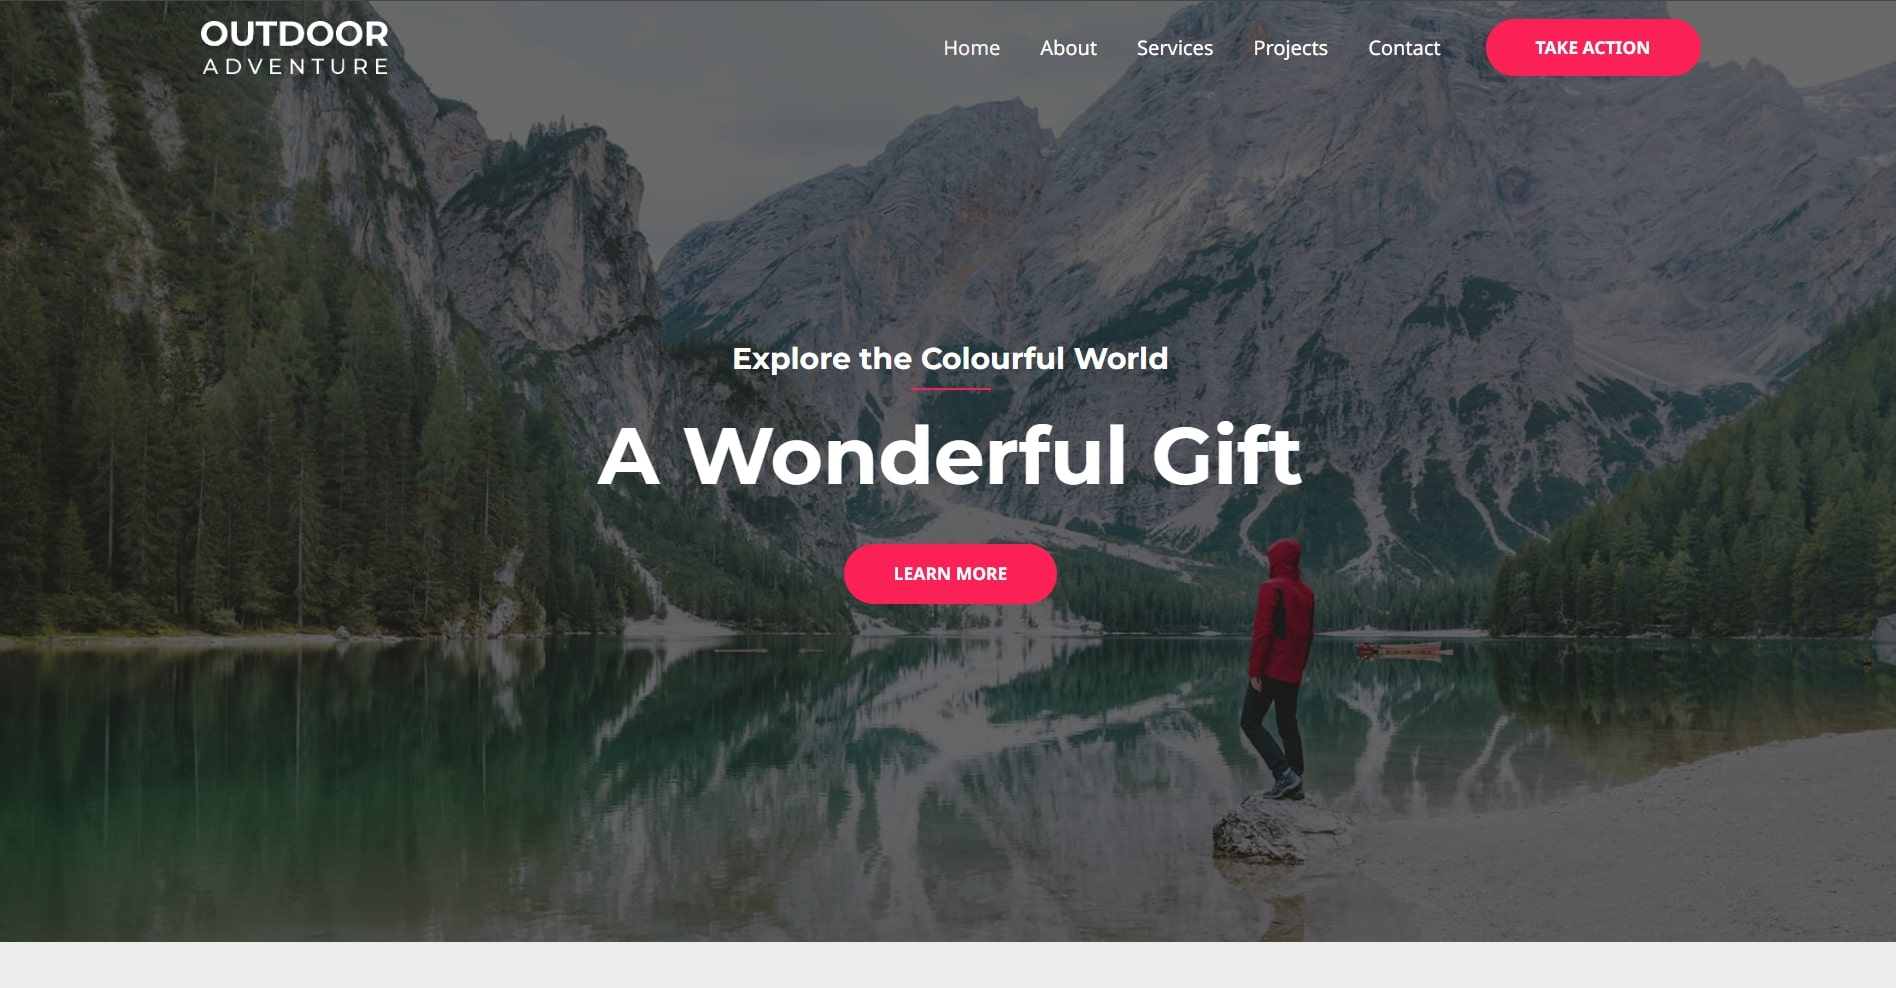 OUTDOOR
ADVENTURE
Home About Services Projects Contact TAKE ACTION
Explore the Colourful World
A Wonderful Gift
LEARN MORE